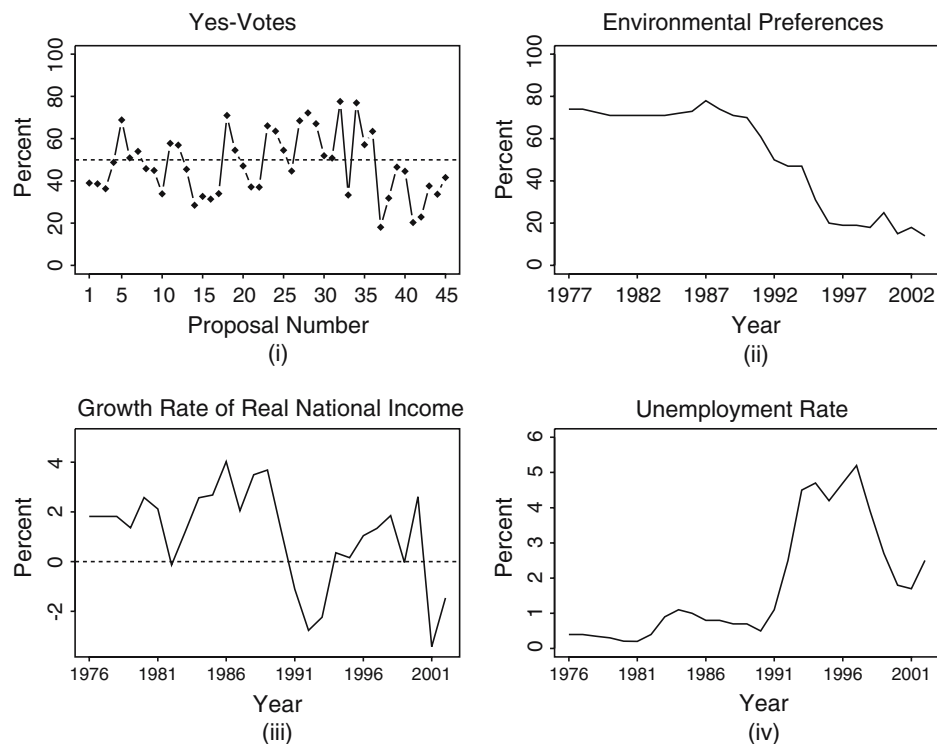 Yes-Votes
Percent
0 20 40 60 80 100
1 5 10 15 20 25 30 35 40 45
Proposal Number
(i)
Environmental Preferences
Percent
0 20 40 60 80 100
1977 1982 1987 1992 1997 2002
Year
(ii)
Growth Rate of Real National Income
Percent
-2 0 2 4
1976 1981 1986 1991 1996 2001
Year
(iii)
Unemployment Rate
Percent
0 1 2 3 4 5 6
1976 1981 1986 1991 1996 2001
Year
(iv)